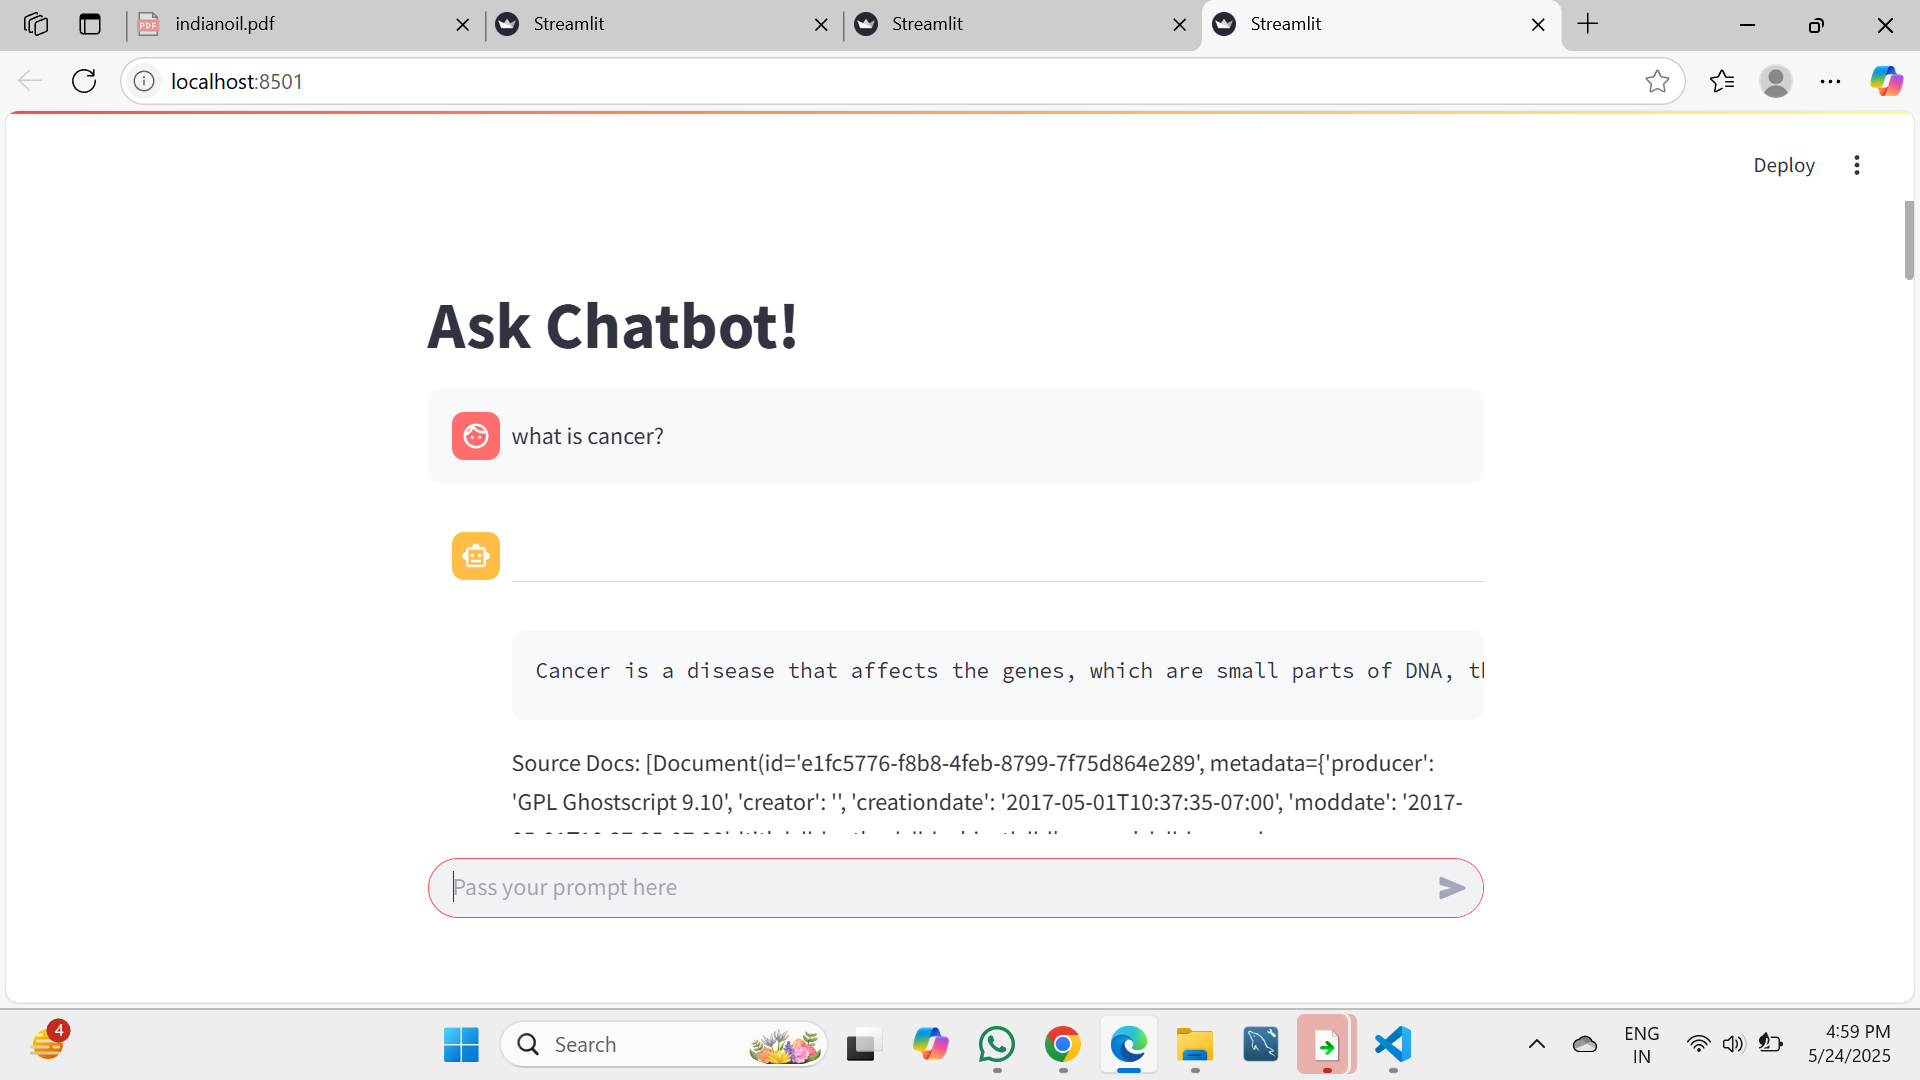 indianoil.pdf
Streamlit
Streamlit
Streamlit
localhost:8501
Deploy
Ask Chatbot!
what is cancer?
Cancer is a disease that affects the genes, which are small parts of DNA,
Source Docs: [Document(id='e1fc5776-f8b8-4feb-8799-7f75d864e289', metadata={'producer':
'GPL Ghostscript 9.10', 'creator': '', 'creationdate': '2017-05-01T10:37:35-07:00', 'moddate': '2017-
Pass your prompt here
4
Search
ENG
IN
4:59 PM
5/24/2025